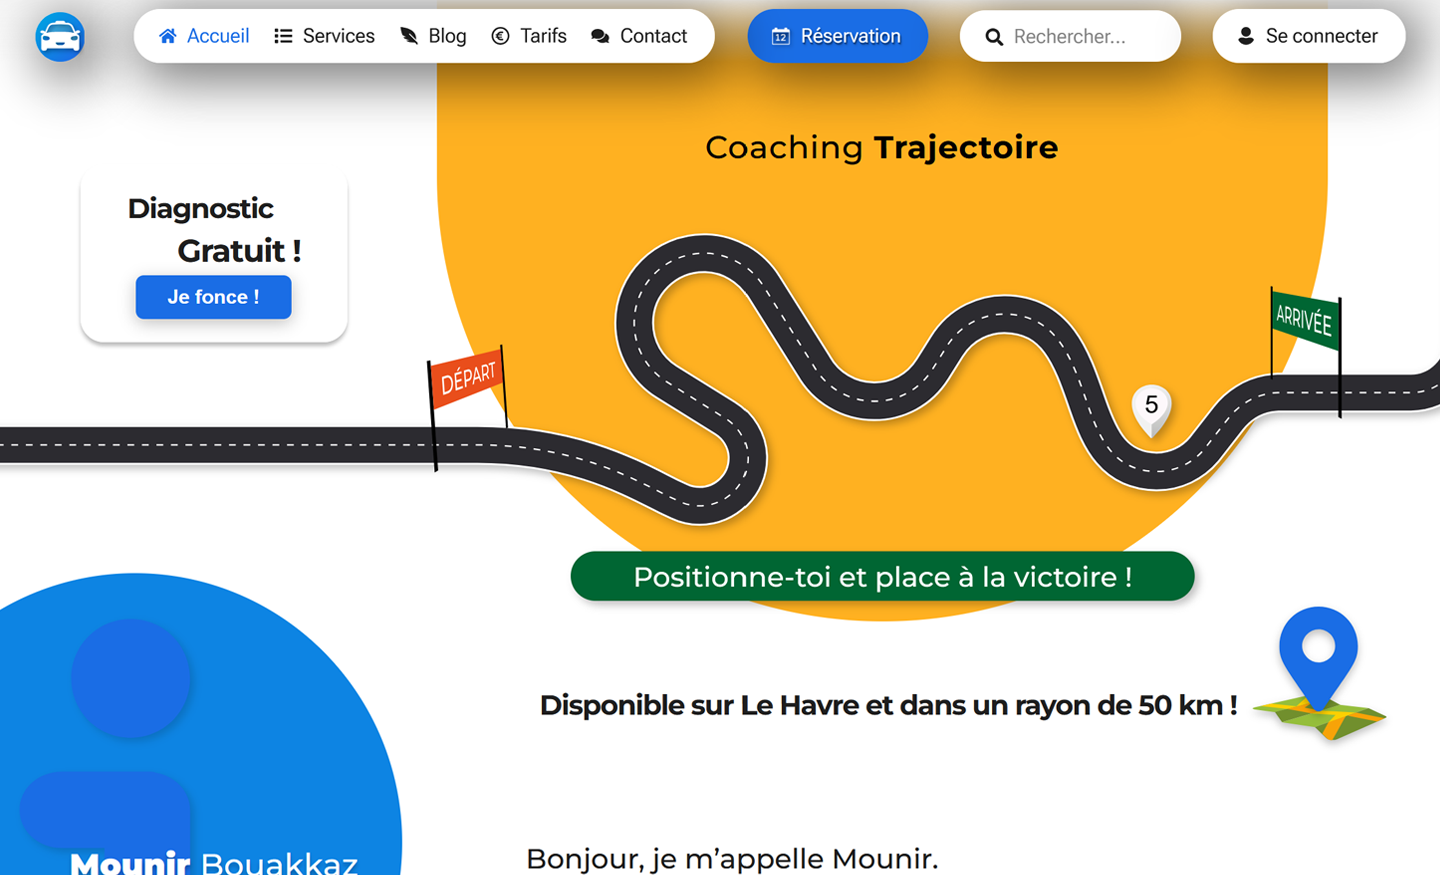 Accueil
Services
Blog
Tarifs
Contact
12
Réservation
Rechercher...
Se connecter
Coaching Trajectoire
Diagnostic
Gratuit !
Je fonce !
DÉPART
ARRIVÉE
5
Positionne-toi et place à la victoire !
Disponible sur Le Havre et dans un rayon de 50 km !
Mounir Bouakkaz
Bonjour, je m’appelle Mounir.